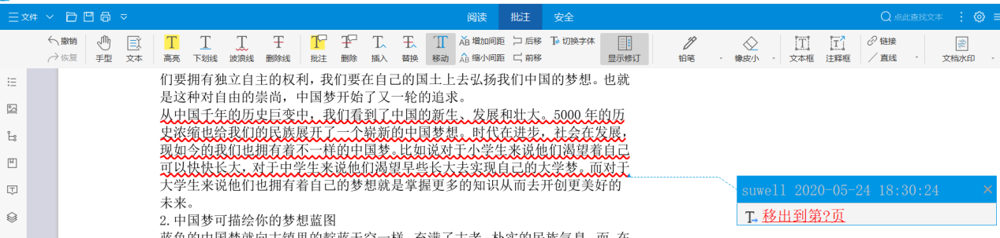 文件
阅读 批注 安全
点此查找文本
撤销
恢复
手型 文本
高亮 下划线 波浪线 删除线
批注 删除 插入 替换 移动
增加间距 后移 切换字体
缩小间距 前移
显示修订
铅笔 橡皮小
文本框 注释框
链接
直线
文档水印
们要拥有独立自主的权利，我们要在自己的国土上去弘扬我们中国的梦想。也就
是这种对自由的崇尚，中国梦开始了又一轮的追求。
从中国千年的历史巨变中，我们看到了中国的新生、发展和壮大。5000 年的历
史浓缩也给我们的民族展开了一个崭新的中国梦想。时代在进步，社会在发展，
现如今的我们也拥有着不一样的中国梦。比如说对于小学生来说他们渴望着自己
可以快快长大，对于中学生来说他们渴望早些长大去实现自己的大学梦。而对于
大学生来说他们也拥有着自己的梦想就是掌握更多的知识从而去开创更美好的
未来。
2.中国梦可描绘你的梦想蓝图
蓝色的中国梦就向古镇里的靛蓝天空一样，充满了古老、朴实的民族气息，而，在
suwell 2020-05-24 18:30:24
移出到第?页